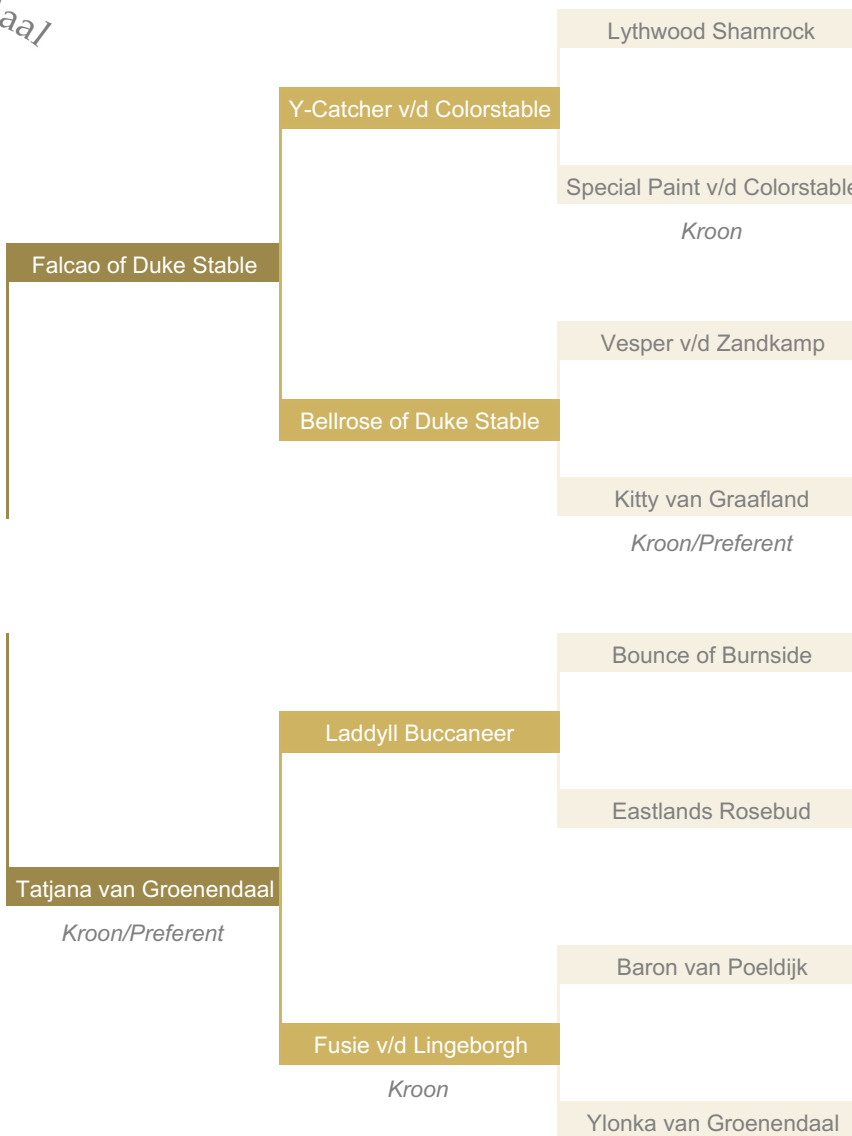 Lythwood Shamrock
Y-Catcher v/d Colorstable
Special Paint v/d Colorstable
Kroon
Falcao of Duke Stable
Vesper v/d Zandkamp
Bellrose of Duke Stable
Kitty van Graafland
Kroon/Preferent
Bounce of Burnside
Laddyll Buccaneer
Eastlands Rosebud
Tatjana van Groenendaal
Kroon/Preferent
Baron van Poeldijk
Fusie v/d Lingeborgh
Kroon
Ylonka van Groenendaal